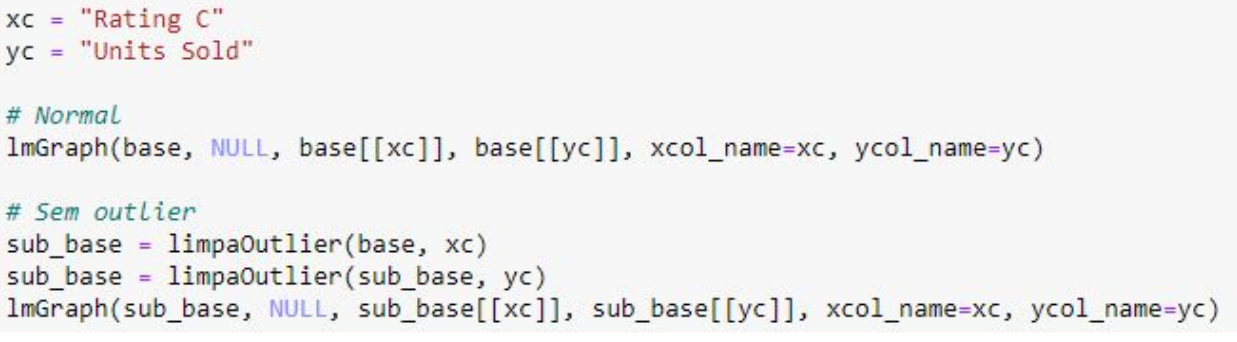 xc = "Rating C"
yc = "Units Sold"
# Normal
lmGraph(base, NULL, base[[xc]], base[[yc]], xcol_name=xc, ycol_name=yc)
# Sem outlier
sub_base = limpaOutlier(base, xc)
sub_base = limpaOutlier(sub_base, yc)
lmGraph(sub_base, NULL, sub_base[[xc]], sub_base[[yc]], xcol_name=xc, ycol_name=yc)